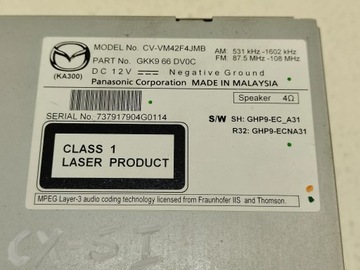 MODEL NO. CV-VM42F4JMB
AM: 531 kHz -1602 kHz
PART No. GKK9 66 DV0C
FM: 87.5 MHz -108 MHz
DC 12V Negative Ground
(KA300)
Panasonic Corporation MADE IN MALAYSIA
Speaker 4Ω
SERIAL No. 737917904G0114
S/W SH: GHP9-EC_A31
R32: GHP9-ECNA31
CLASS 1
LASER PRODUCT
MPEG Layer-3 audio coding technology licensed from Fraunhofer IIS and Thomson.
CX 5 I